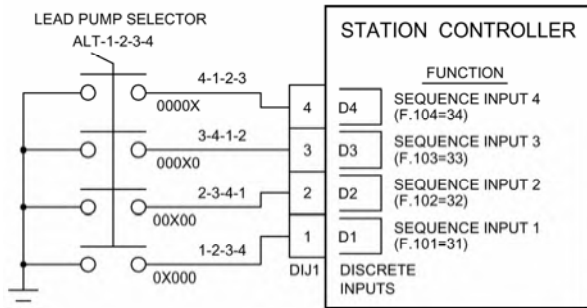 LEAD PUMP SELECTOR
ALT-1-2-3-4
STATION CONTROLLER
FUNCTION
4-1-2-3
0000X
4
D4
SEQUENCE INPUT 4
(F.104=34)
3-4-1-2
000X0
3
D3
SEQUENCE INPUT 3
(F.103=33)
2-3-4-1
00X00
2
D2
SEQUENCE INPUT 2
(F.102=32)
1-2-3-4
0X000
1
D1
SEQUENCE INPUT 1
(F.101=31)
DIJ1
DISCRETE
INPUTS